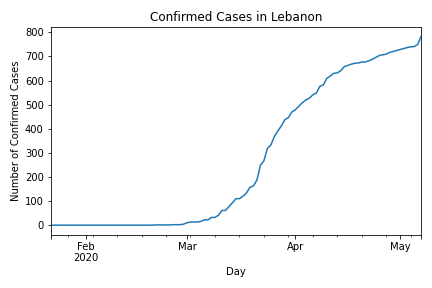 Confirmed Cases in Lebanon
Number of Confirmed Cases
800
700
600
500
400
300
200
100
0
Feb
2020
Mar
Apr
May
Day